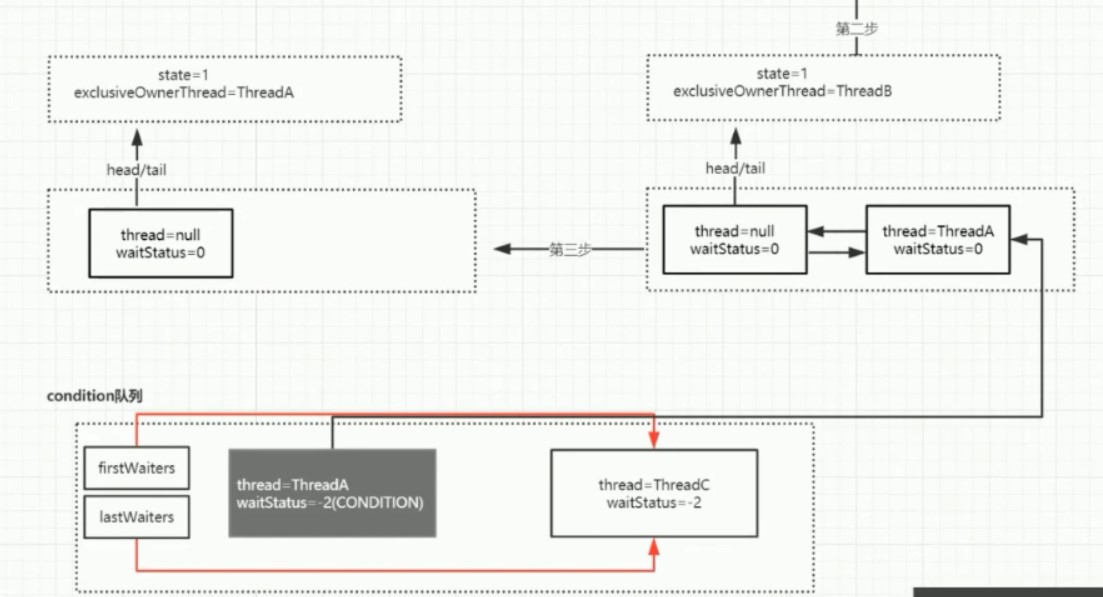 第二步
state=1
exclusiveOwnerThread=ThreadA
state=1
exclusiveOwnerThread=ThreadB
head/tail
head/tail
thread=null
waitStatus=0
第三步
thread=null
waitStatus=0
thread=ThreadA
waitStatus=0
condition队列
firstWaiters
lastWaiters
thread=ThreadA
waitStatus=-2(CONDITION)
thread=ThreadC
waitStatus=-2